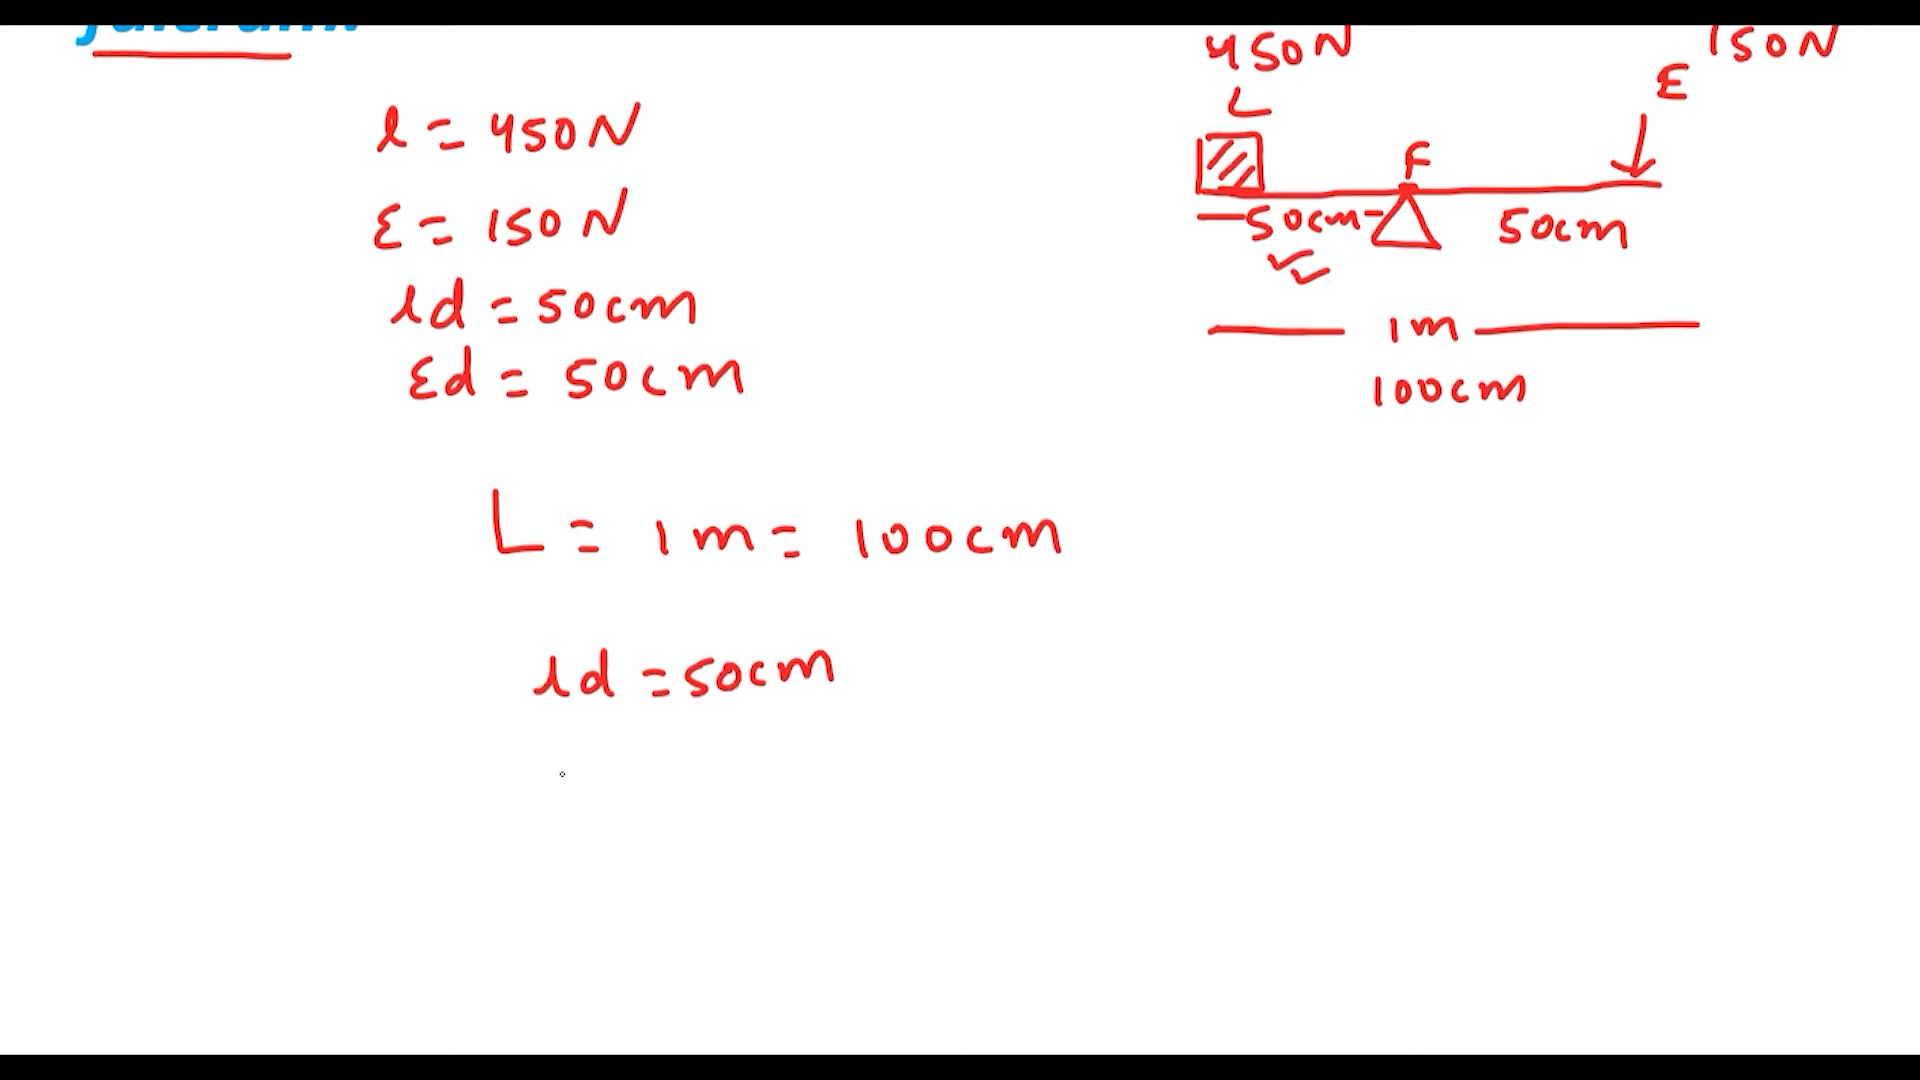 450N
150N
L
E
l = 450N
F
E = 150N
50cm
50cm
ld = 50cm
1m
Ed = 50cm
100cm
L = 1m = 100cm
ld = 50cm